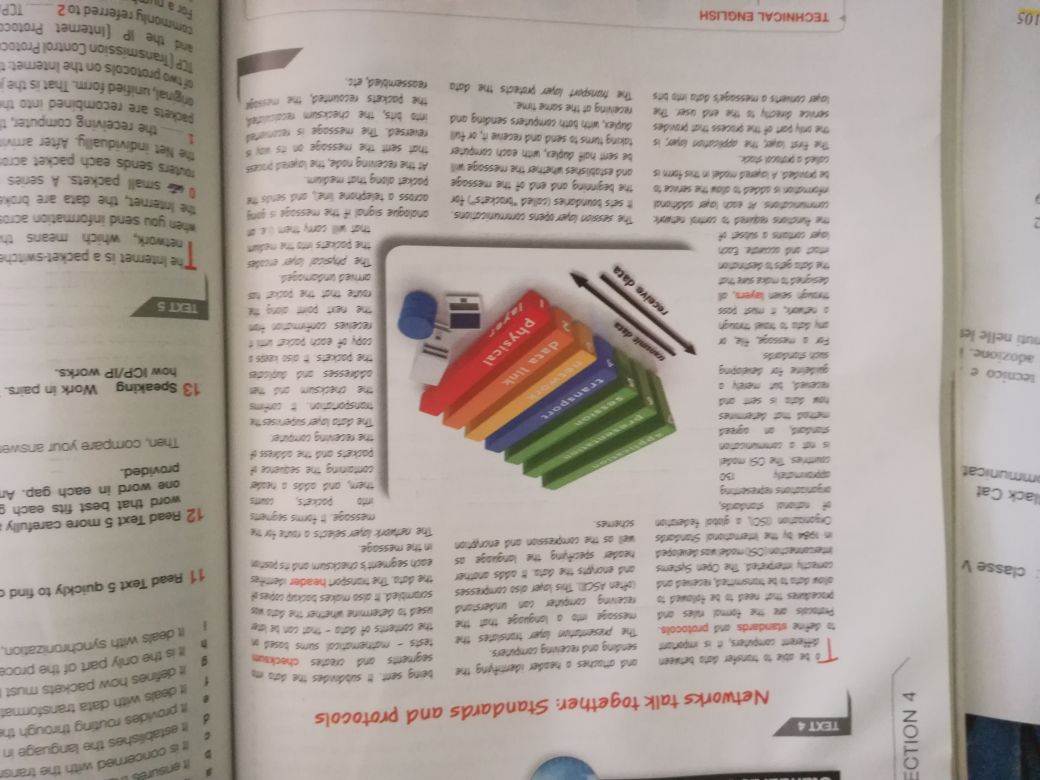 SECTION 4
classe V
Black Cat
tecnico e
adozione.
nuti nelle
105
TEXT 4
Networks talk together: Standards and protocols
To be able to transfer data between
different computers, it is important
to define standards and protocols.
Protocols are the formal rules and
procedures that need to be followed to
allow data to be transmitted, received and
correctly interpreted. The Open Systems
Interconnection (OSI) model was developed
in 1984 by the International Standards
Organisation (ISO), a global federation
of national standards,
organisations representing
approximately 130
countries. The OSI model
is not a communication
standard, an agreed
method that determines
how data is sent and
received, but merely a
guideline for developing
such standards.
For a message, file, or
any data to travel through
a network, it must pass
through seven layers, all
designed to make sure that
the data gets to destination
intact and accurate. Each
layer contains a subset of
the functions required to control network
communications. At each layer additional
information is added to allow the service to
be provided. A layered model in this form is
called a protocol stack.
The first layer, the application layer, is
the only part of the process that provides
service directly to the end user. The
layer converts a message's data into bits
and attaches a header identifying the
sending and receiving computers.
The presentation layer translates the
message into a language that the
receiving computer can understand
(often ASCII). This layer also compresses
and encrypts the data. It adds another
header specifying the language as
well as the compression and encryption
schemes.
application
presentation
session
transport
network
data link
physical
layer
2
1
transmit data
receive data
The session layer opens communications.
It sets boundaries (called "brackets") for
the beginning and end of the message
and establishes whether the message will
be sent half duplex, with each computer
taking turns to send and receive it, or full
duplex, with both computers sending and
receiving at the same time.
The transport layer protects the data
being sent. It subdivides the data into
segments and creates checksum
tests - mathematical sums based on
the contents of data - that can be later
used to determine whether the data was
scrambled. It also makes backup copies of
the data. The transport header identifies
each segment's checksum and its position
in the message.
The network layer selects a route for the
message. It forms segments
into packets, counts
them, and adds a header
containing the sequence of
packets and the address of
the receiving computer.
The data layer supervises the
transportation. It confirms
the checksum and then
addresses and duplicates
the packets. It also keeps a
copy of each packet until it
receives confirmation from
the next point along the
route that the packet has
arrived undamaged.
The physical layer encodes
the packets into the medium
that will carry them (i.e. an
analogue signal if the message is going
across a telephone line), and sends the
packet along that medium.
At the receiving node, the layered process
that sent the message on its way is
reversed. The message is reconverted
into bits, the checksum recalculated,
the packets recounted, the message
reassembled, etc.
TECHNICAL ENGLISH
a It ensures
b It is concerned with the
c It establishes the language in
d It provides routing through
e It deals with data
f It defines how packets must
g It is the only part of the
h It deals with synchronization,
i
11 Read Text 5 quickly to find
12 Read Text 5 more carefully
word that best fits each
one word in each gap.
provided.
Then, compare your
13 Speaking Work in pairs.
how ICP/IP works.
TEXT 5
The Internet is a
network, which means
when you send information
the Internet, the data are
0 small packets. A series
routers sends each packet
the Net individually. After
1 the receiving computer,
packets are recombined into
original, unified form. That is the
of two protocols on the Internet:
TCP (Transmission Control
and the IP (Internet
commonly referred to 2 TCP
For a